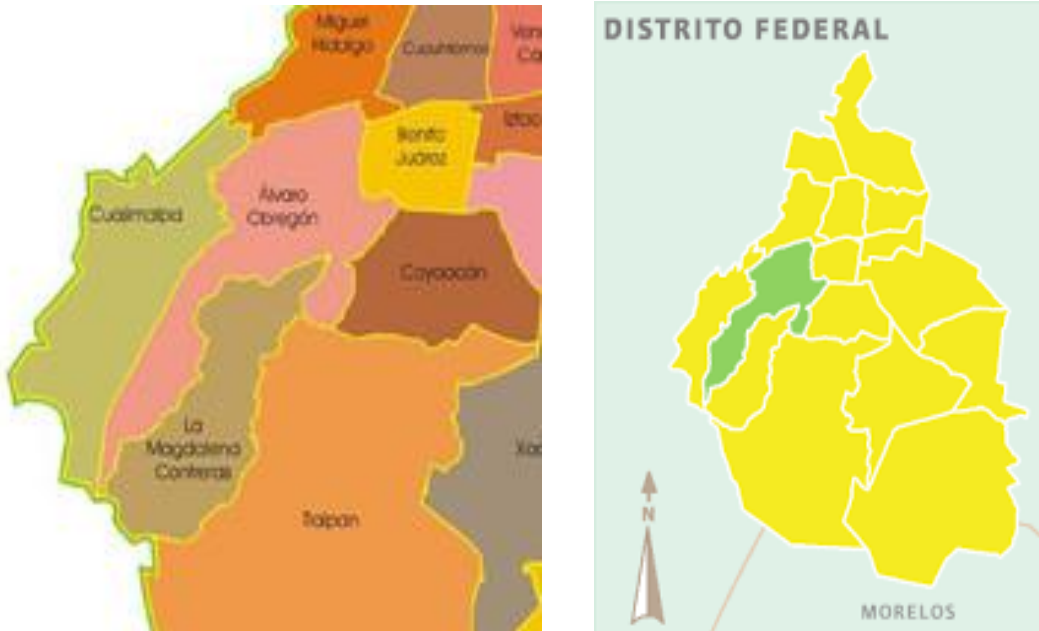 Miguel
Hidalgo
Cuauhtémoc
Benito
Juárez
Cuajimalpa
Álvaro
Obregón
Coyoacán
La
Magdalena
Contreras
Tlalpan
DISTRITO FEDERAL
N
MORELOS